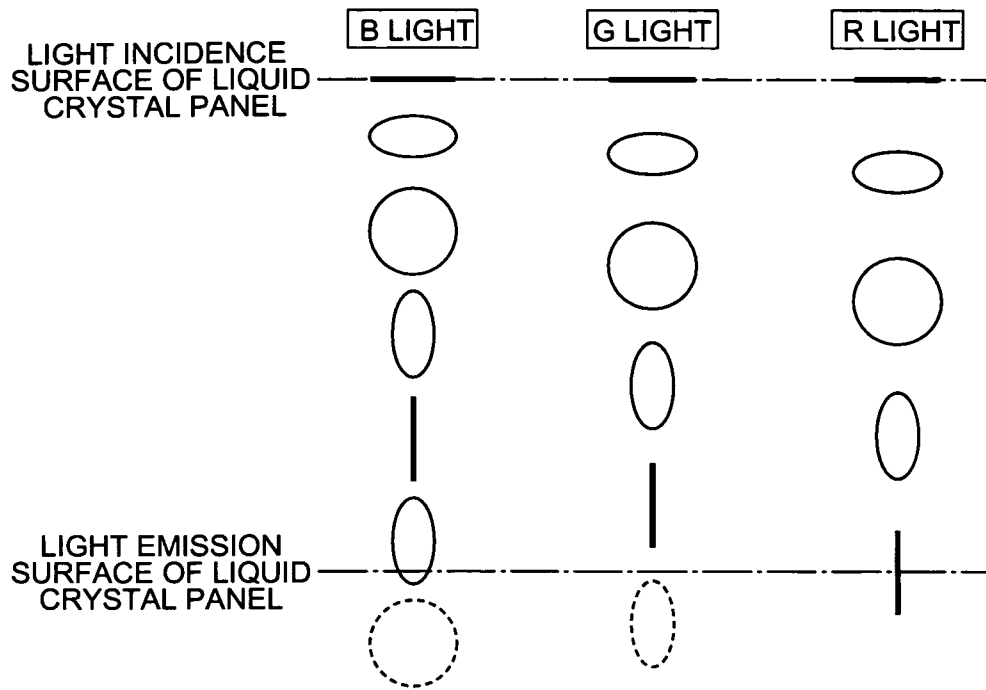 B LIGHT
G LIGHT
R LIGHT
LIGHT INCIDENCE
SURFACE OF LIQUID
CRYSTAL PANEL
LIGHT EMISSION
SURFACE OF LIQUID
CRYSTAL PANEL